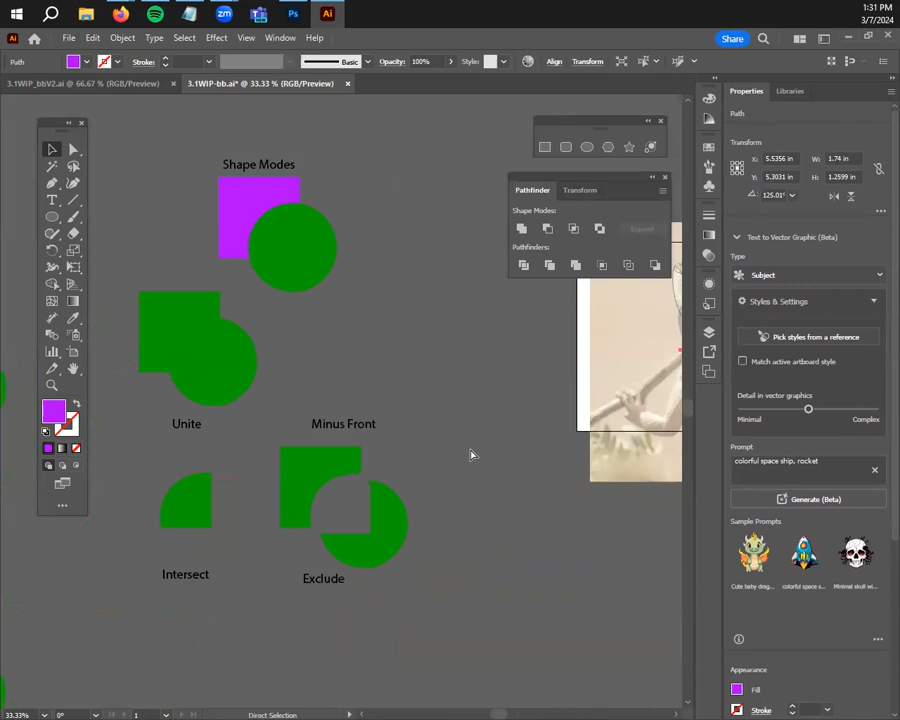 1:31 PM
3/7/2024
File Edit Object Type Select Effect View Window Help
Share
Path Stroke: Basic Opacity: 100% Style: Align Transform
3.1WIP_bbV2.ai @ 66.67 % (RGB/Preview) × 3.1WIP-bb.ai* @ 33.33 % (RGB/Preview) ×
Properties Libraries
Path
Transform
X: 5.5356 in W: 1.74 in
Y: 5.3031 in H: 1.2599 in
125.01°
Text to Vector Graphic (Beta)
Type
Subject
Styles & Settings
Pick styles from a reference
Match active artboard style
Detail in vector graphics
Minimal Complex
Prompt
colorful space ship, rocket
Generate (Beta)
Sample Prompts
Cute baby drag... colorful space s... Minimal skull wi...
Appearance
Fill
Stroke
Pathfinder Transform
Shape Modes:
Expand
Pathfinders:
Shape Modes
Unite Minus Front
Intersect Exclude
33.33% 0° 1 Direct Selection